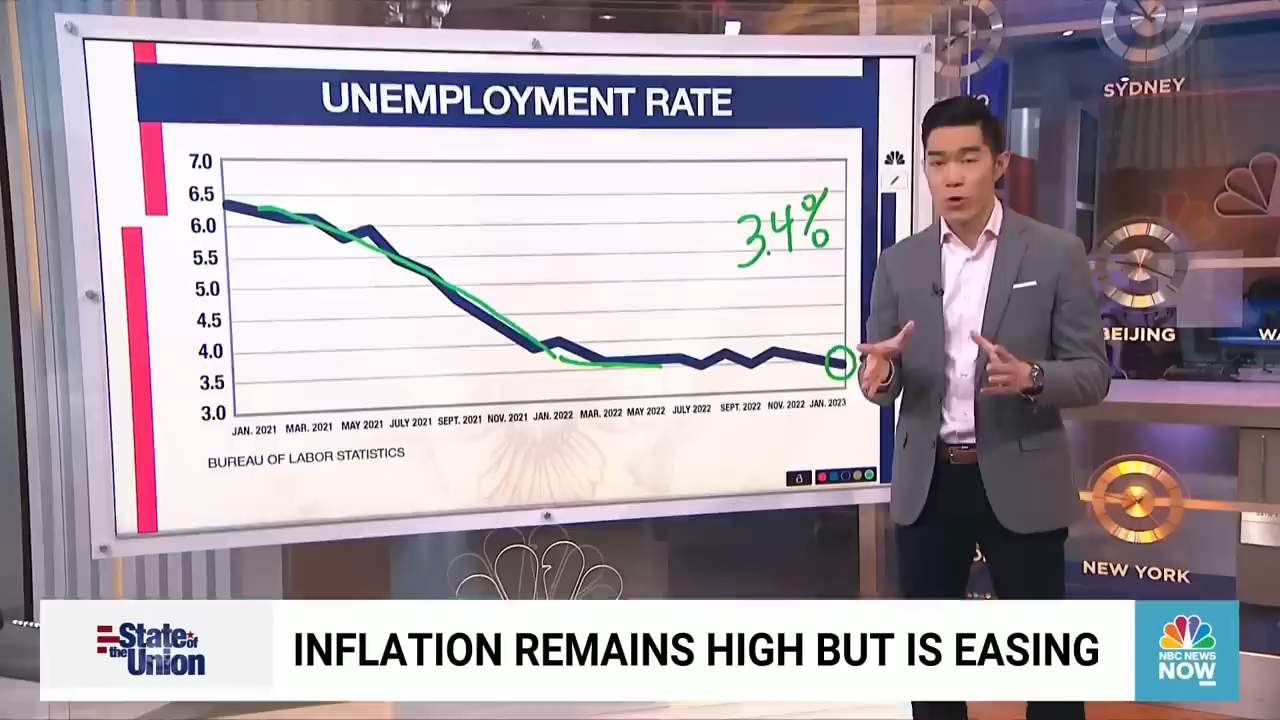 UNEMPLOYMENT RATE
7.0
6.5
6.0
5.5
5.0
4.5
4.0
3.5
3.0
3.4%
JAN. 2021 MAR. 2021 MAY 2021 JULY 2021 SEPT. 2021 NOV. 2021 JAN. 2022 MAR. 2022 MAY 2022 JULY 2022 SEPT. 2022 NOV. 2022 JAN. 2023
BUREAU OF LABOR STATISTICS
a
SYDNEY
BEIJING
NEW YORK
State of
the Union
INFLATION REMAINS HIGH BUT IS EASING
NBC NEWS
NOW